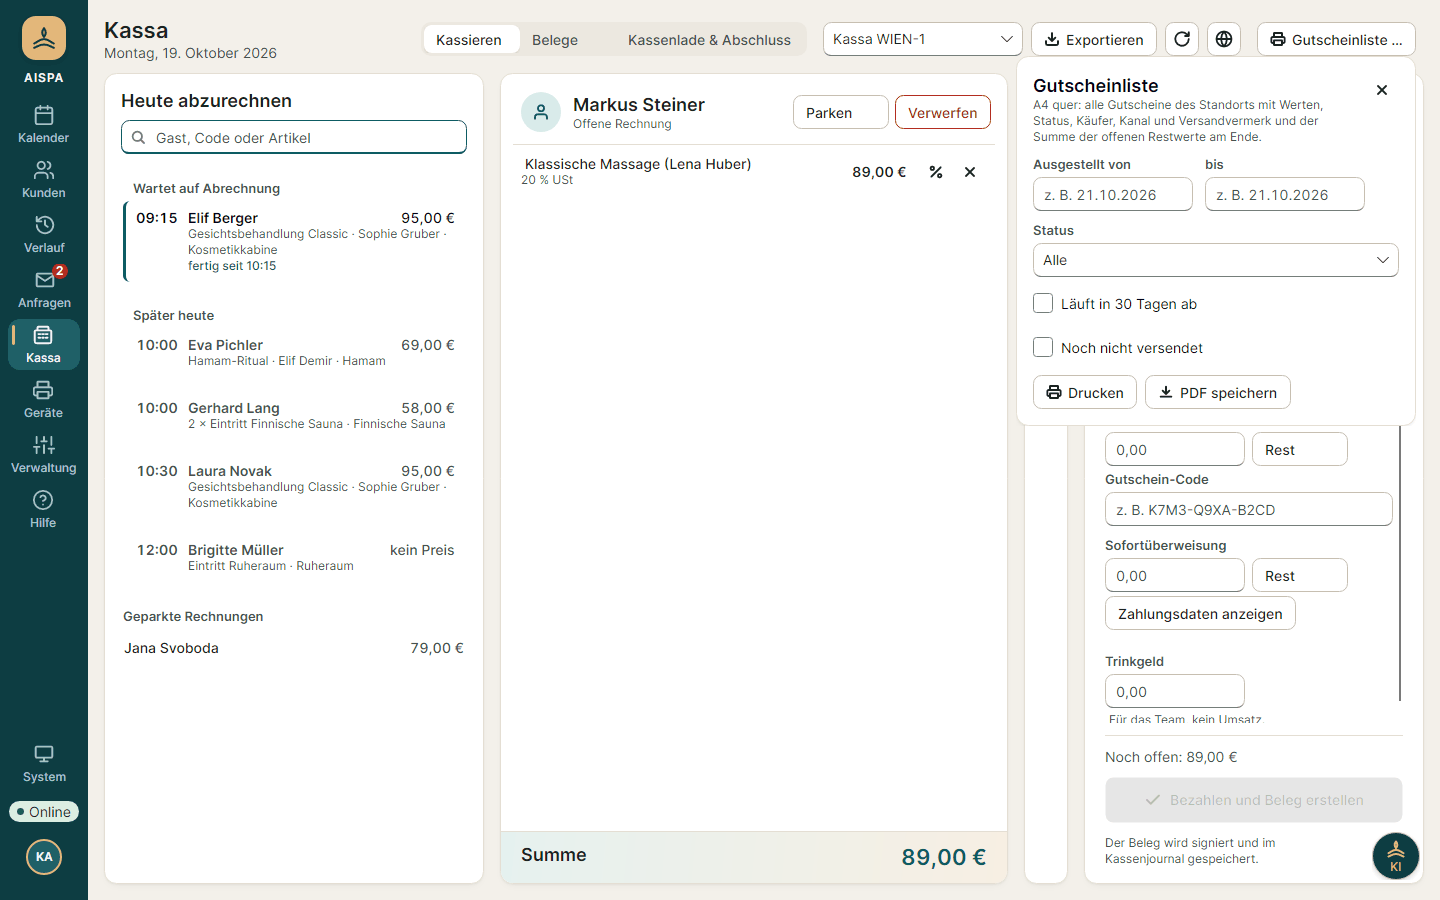 AISPA
Kalender
Kunden
Verlauf
Anfragen
2
Kassa
Geräte
Verwaltung
Hilfe
System
Online
KA
Kassa
Montag, 19. Oktober 2026
Kassieren
Belege
Kassenlade & Abschluss
Kassa WIEN-1
Exportieren
Gutscheinliste ...
Heute abzurechnen
Gast, Code oder Artikel
Wartet auf Abrechnung
09:15 Elif Berger 95,00 €
Gesichtsbehandlung Classic · Sophie Gruber ·
Kosmetikkabine
fertig seit 10:15
Später heute
10:00 Eva Pichler 69,00 €
Hamam-Ritual · Elif Demir · Hamam
10:00 Gerhard Lang 58,00 €
2 × Eintritt Finnische Sauna · Finnische Sauna
10:30 Laura Novak 95,00 €
Gesichtsbehandlung Classic · Sophie Gruber ·
Kosmetikkabine
12:00 Brigitte Müller kein Preis
Eintritt Ruheraum · Ruheraum
Geparkte Rechnungen
Jana Svoboda 79,00 €
Markus Steiner
Offene Rechnung
Parken
Verwerfen
Klassische Massage (Lena Huber) 89,00 €
20 % USt
Summe 89,00 €
Gutscheinliste
A4 quer: alle Gutscheine des Standorts mit Werten,
Status, Käufer, Kanal und Versandvermerk und der
Summe der offenen Restwerte am Ende.
Ausgestellt von bis
z. B. 21.10.2026 z. B. 21.10.2026
Status
Alle
Läuft in 30 Tagen ab
Noch nicht versendet
Drucken
PDF speichern
0,00 Rest
Gutschein-Code
z. B. K7M3-Q9XA-B2CD
Sofortüberweisung
0,00 Rest
Zahlungsdaten anzeigen
Trinkgeld
0,00
Für das Team, kein Umsatz.
Noch offen: 89,00 €
Bezahlen und Beleg erstellen
Der Beleg wird signiert und im
Kassenjournal gespeichert.
KI